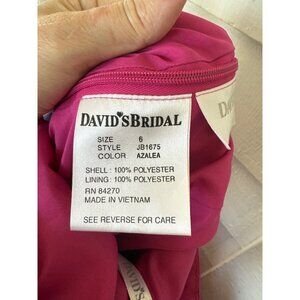 DAVID'S BRIDAL
SIZE 6
STYLE JB1675
COLOR AZALEA
SHELL: 100% POLYESTER
LINING: 100% POLYESTER
RN 84270
MADE IN VIETNAM
SEE REVERSE FOR CARE
DAVID'S